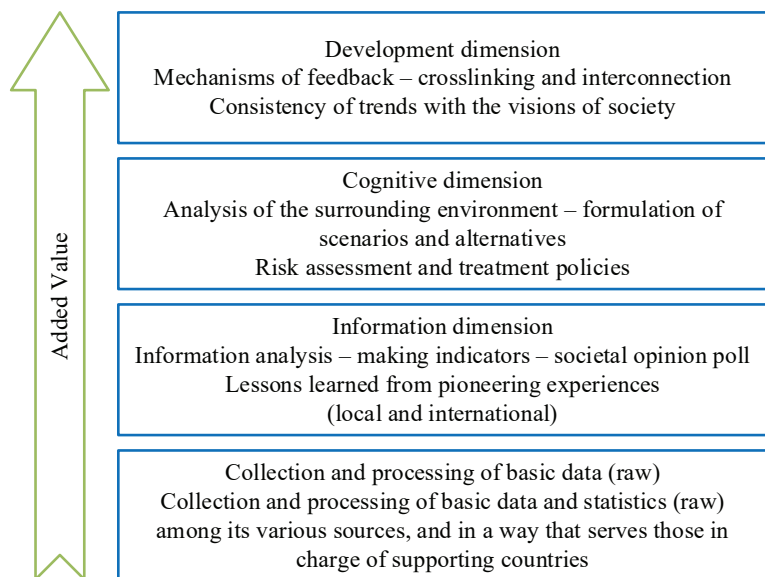 Development dimension
Mechanisms of feedback – crosslinking and interconnection
Consistency of trends with the visions of society
Cognitive dimension
Analysis of the surrounding environment – formulation of
scenarios and alternatives
Risk assessment and treatment policies
Information dimension
Information analysis – making indicators – societal opinion poll
Lessons learned from pioneering experiences
(local and international)
Collection and processing of basic data (raw)
Collection and processing of basic data and statistics (raw)
among its various sources, and in a way that serves those in
charge of supporting countries
Added Value